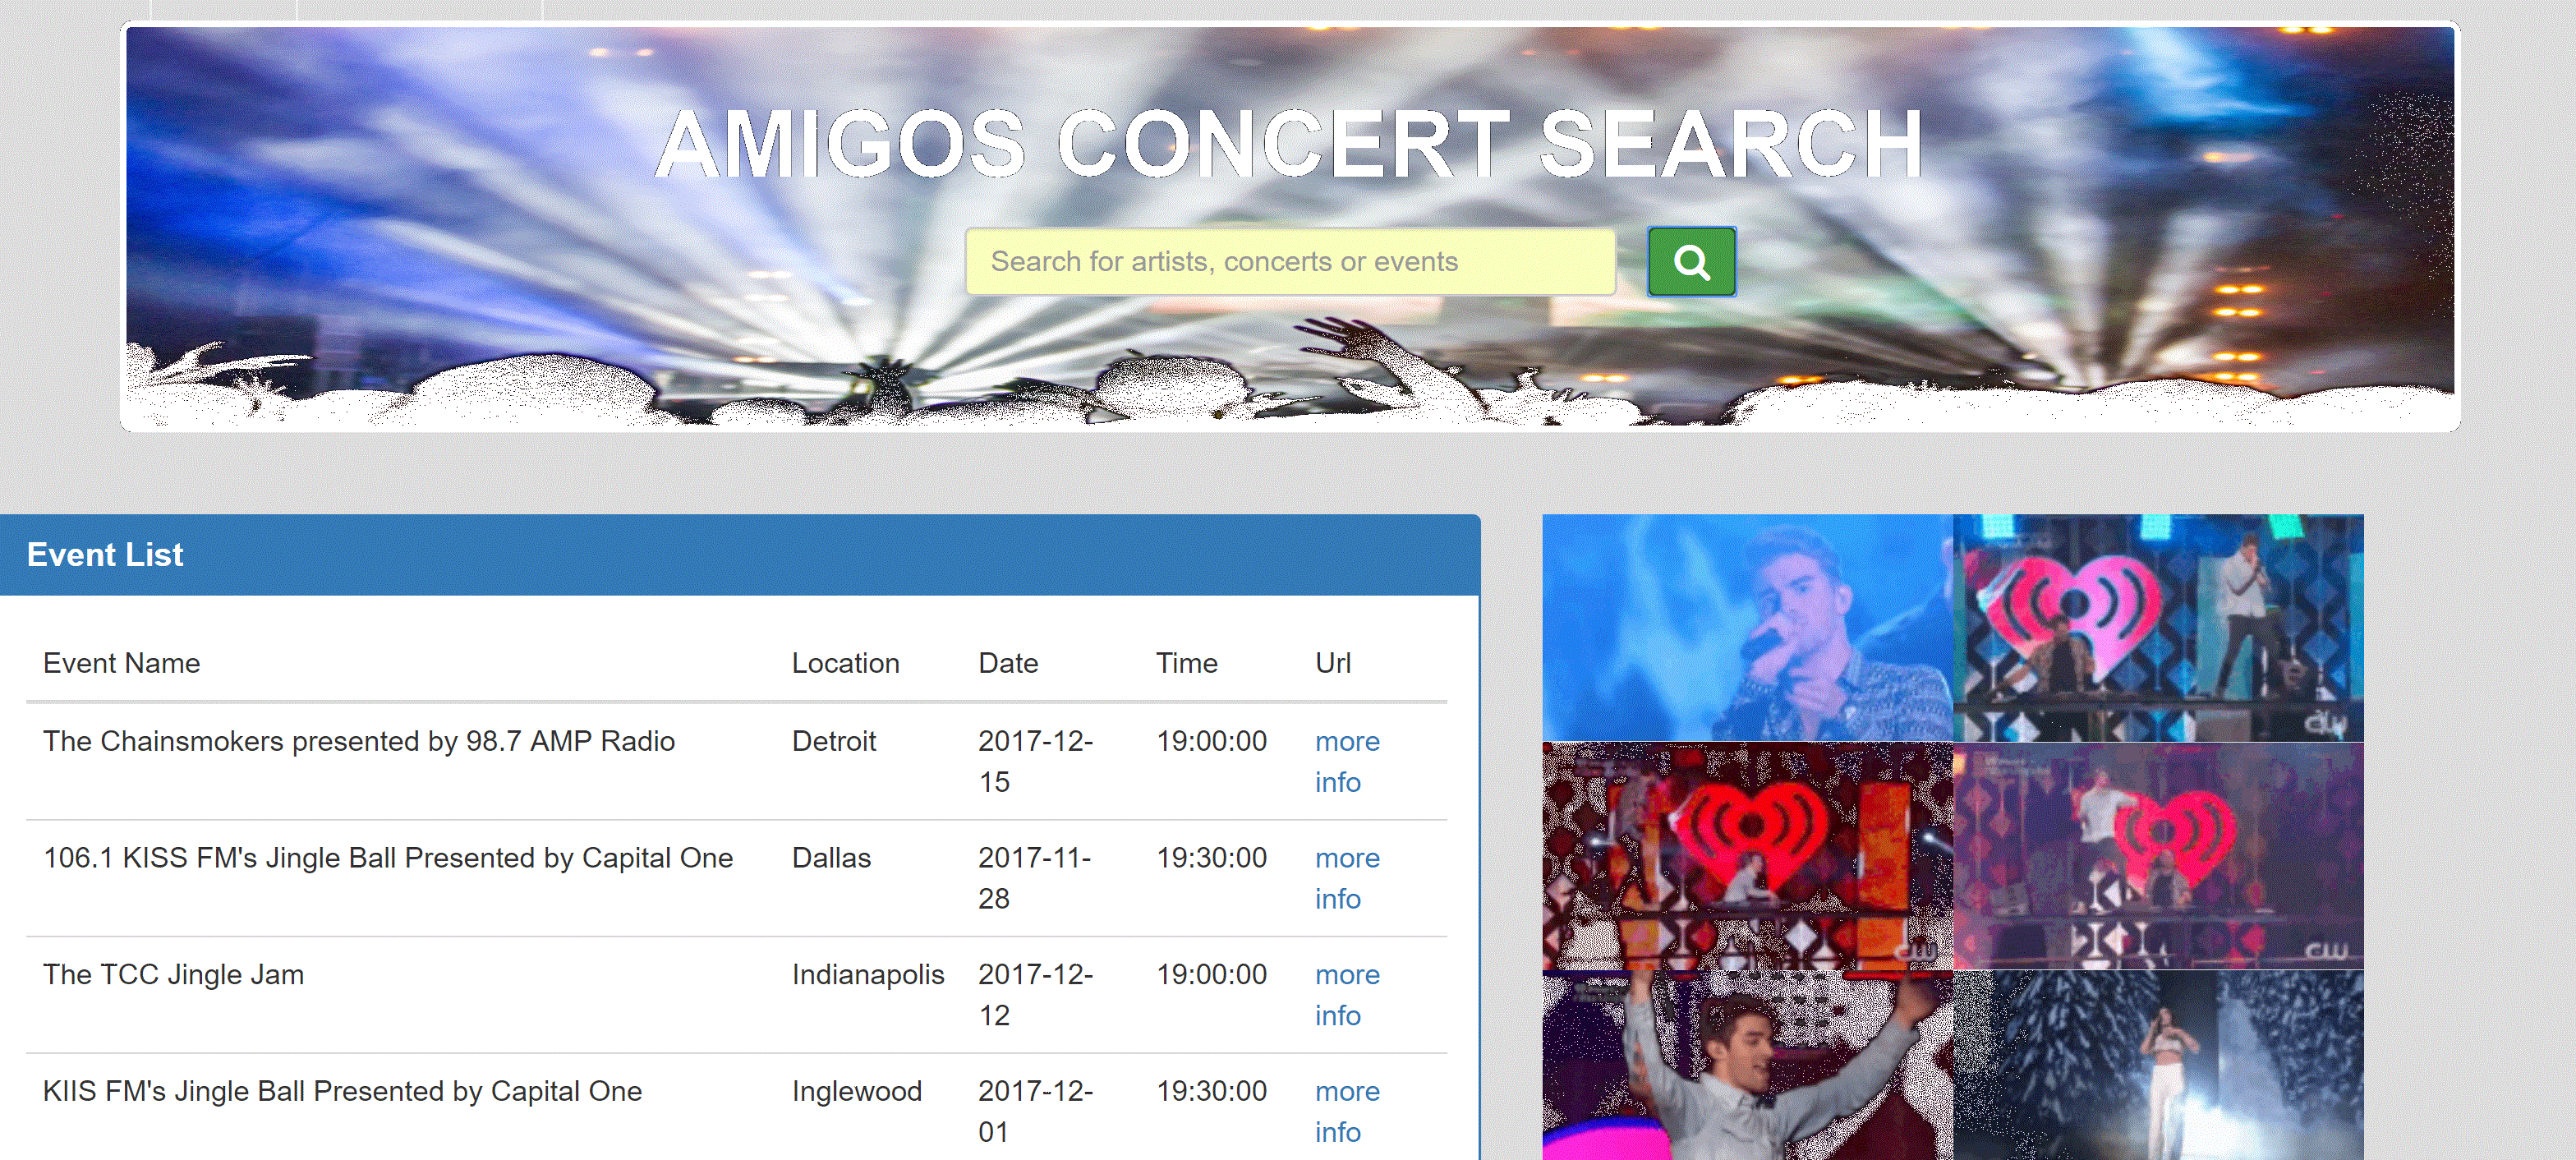 AMIGOS CONCERT SEARCH
Search for artists, concerts or events
Event List
Event Name Location Date Time Url
The Chainsmokers presented by 98.7 AMP Radio Detroit 2017-12- 19:00:00 more
15 info
106.1 KISS FM's Jingle Ball Presented by Capital One Dallas 2017-11- 19:30:00 more
28 info
The TCC Jingle Jam Indianapolis 2017-12- 19:00:00 more
12 info
KIIS FM's Jingle Ball Presented by Capital One Inglewood 2017-12- 19:30:00 more
01 info
CW
CW
CW